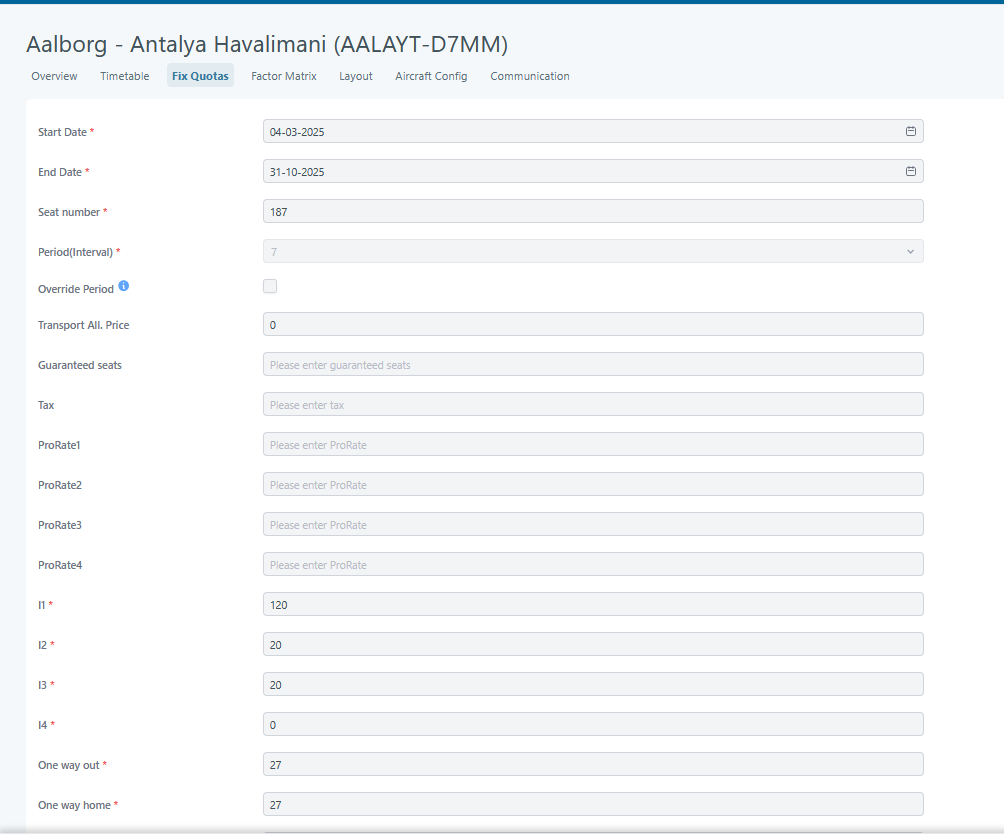 Aalborg - Antalya Havalimani (AALAYT-D7MM)
Overview Timetable Fix Quotas Factor Matrix Layout Aircraft Config Communication
Start Date * 04-03-2025
End Date * 31-10-2025
Seat number * 187
Period(Interval) * 7
Override Period
Transport All. Price 0
Guaranteed seats Please enter guaranteed seats
Tax Please enter tax
ProRate1 Please enter ProRate
ProRate2 Please enter ProRate
ProRate3 Please enter ProRate
ProRate4 Please enter ProRate
I1 * 120
I2 * 20
I3 * 20
I4 * 0
One way out * 27
One way home * 27